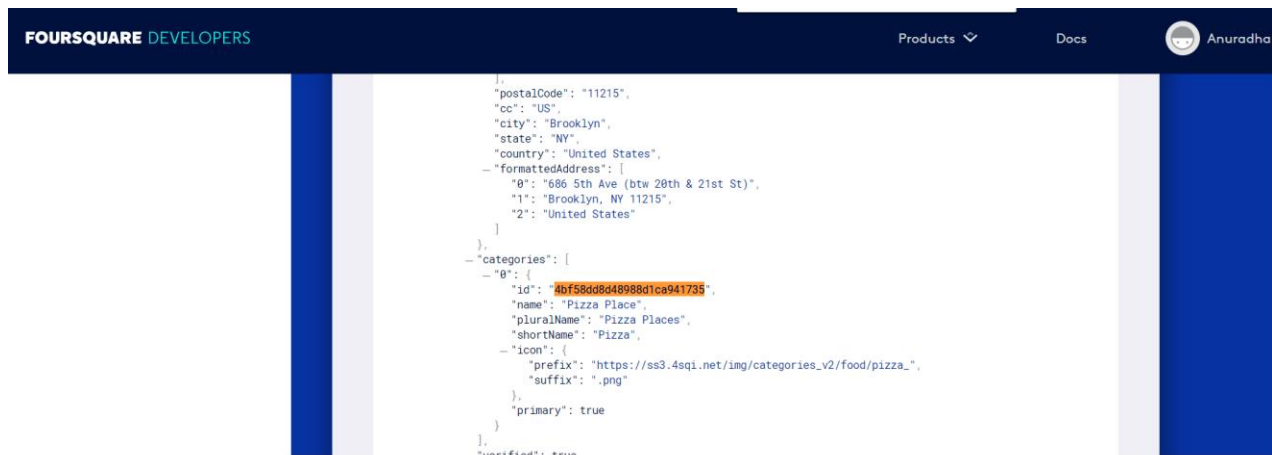 FOURSQUARE DEVELOPERS Products Docs Anuradha
],
"postalCode": "11215",
"cc": "US",
"city": "Brooklyn",
"state": "NY",
"country": "United States",
– "formattedAddress": [
"0": "686 5th Ave (btw 20th & 21st St)",
"1": "Brooklyn, NY 11215",
"2": "United States"
]
},
– "categories": [
– "0": {
"id": "4bf58dd8d48988d1ca941735",
"name": "Pizza Place",
"pluralName": "Pizza Places",
"shortName": "Pizza",
– "icon": {
"prefix": "https://ss3.4sqi.net/img/categories_v2/food/pizza_",
"suffix": ".png"
},
"primary": true
}
],
"verified": true